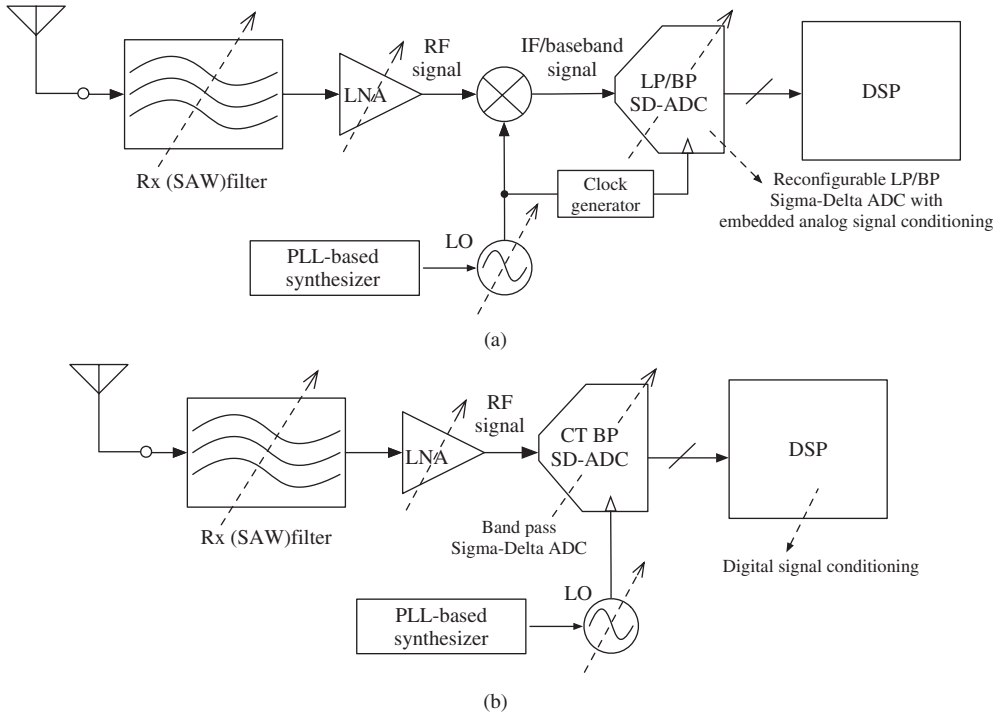 RF
signal
IF/baseband
signal
LNA
LP/BP
SD-ADC
DSP
Rx (SAW)filter
Clock
generator
Reconfigurable LP/BP
Sigma-Delta ADC with
embedded analog signal conditioning
LO
PLL-based
synthesizer
(a)
RF
signal
LNA
CT BP
SD-ADC
DSP
Rx (SAW)filter
Band pass
Sigma-Delta ADC
Digital signal conditioning
LO
PLL-based
synthesizer
(b)